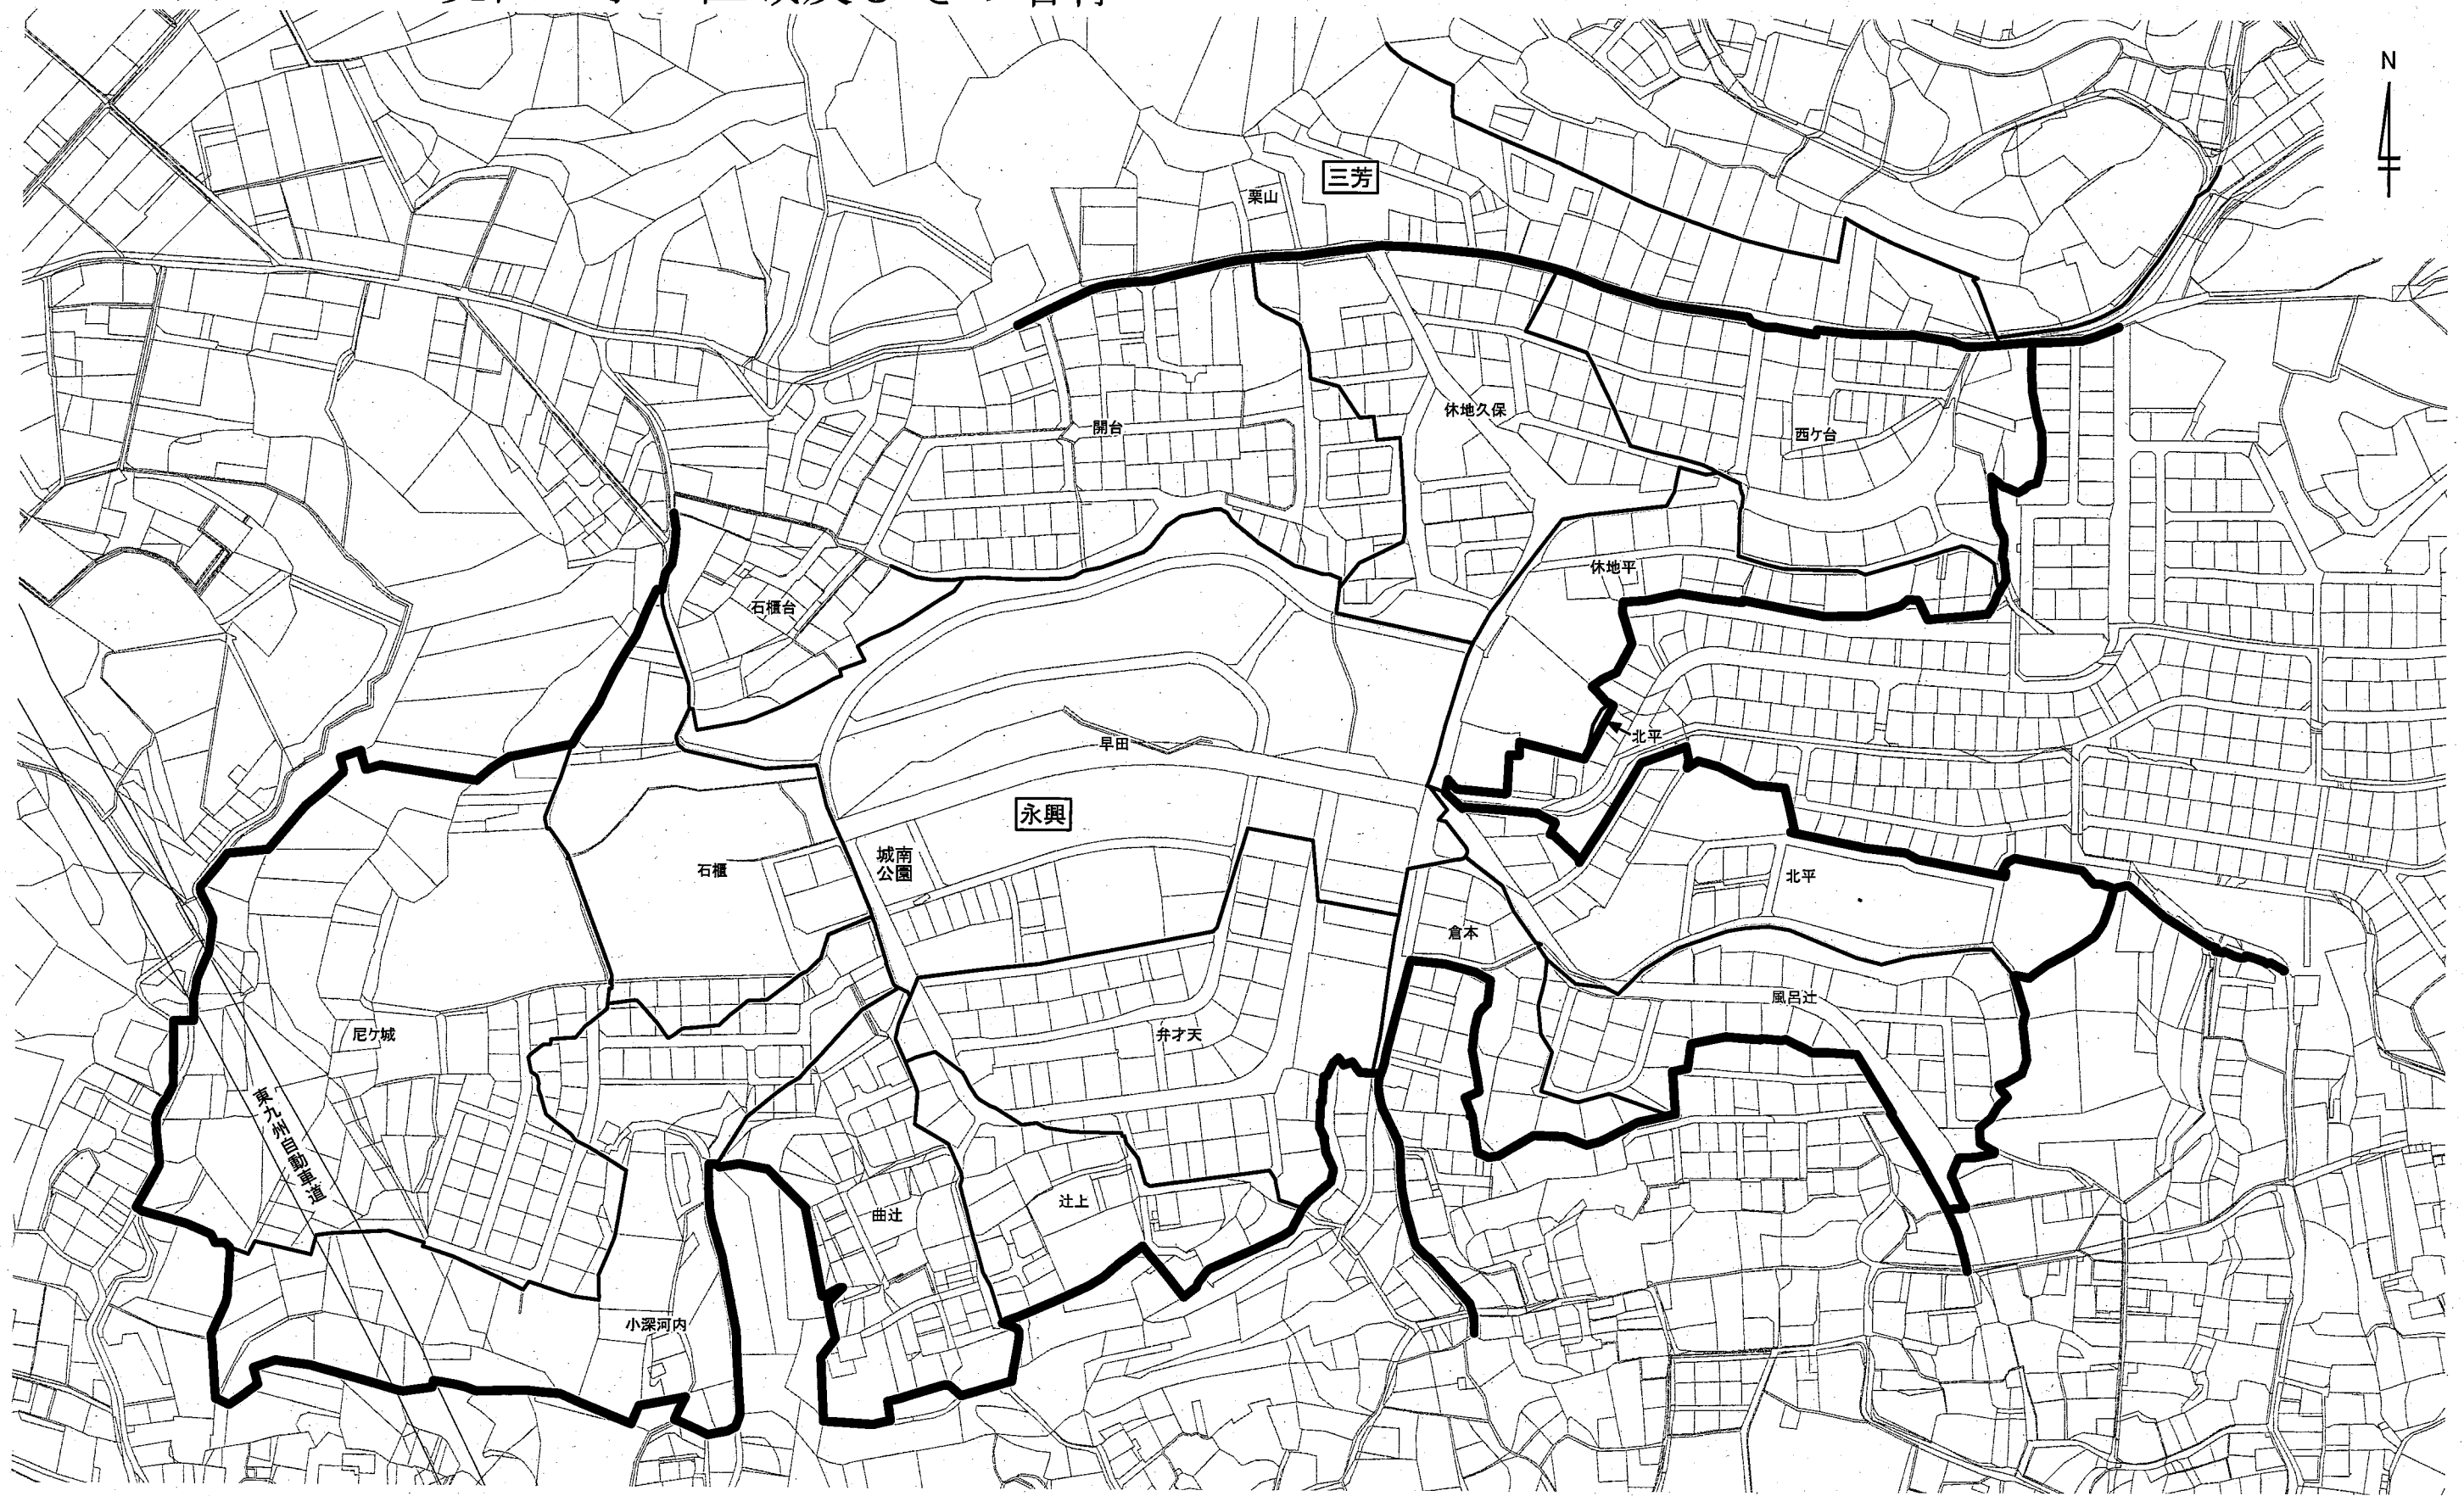 N
三芳
栗山
休地久保
開台
西ケ台
休地平
石櫃台
北平
早田
永興
城南
公園
石櫃
北平
倉本
風呂辻
尼ケ城
弁才天
東九州自動車道
辻上
曲辻
小深河内